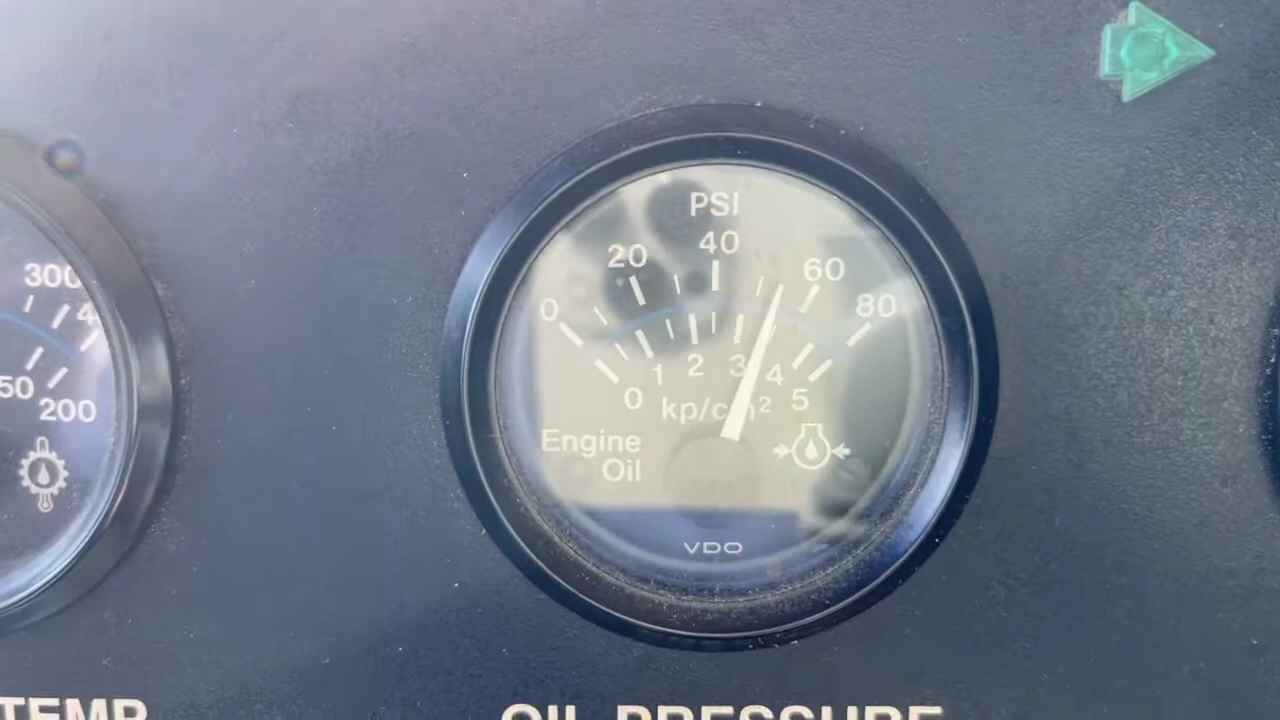 300
4
50
200
PSI
0 20 40 60 80
0 1 2 3 4 5
kp/cm²
Engine
Oil
VDO
TEMP
OIL PRESSURE